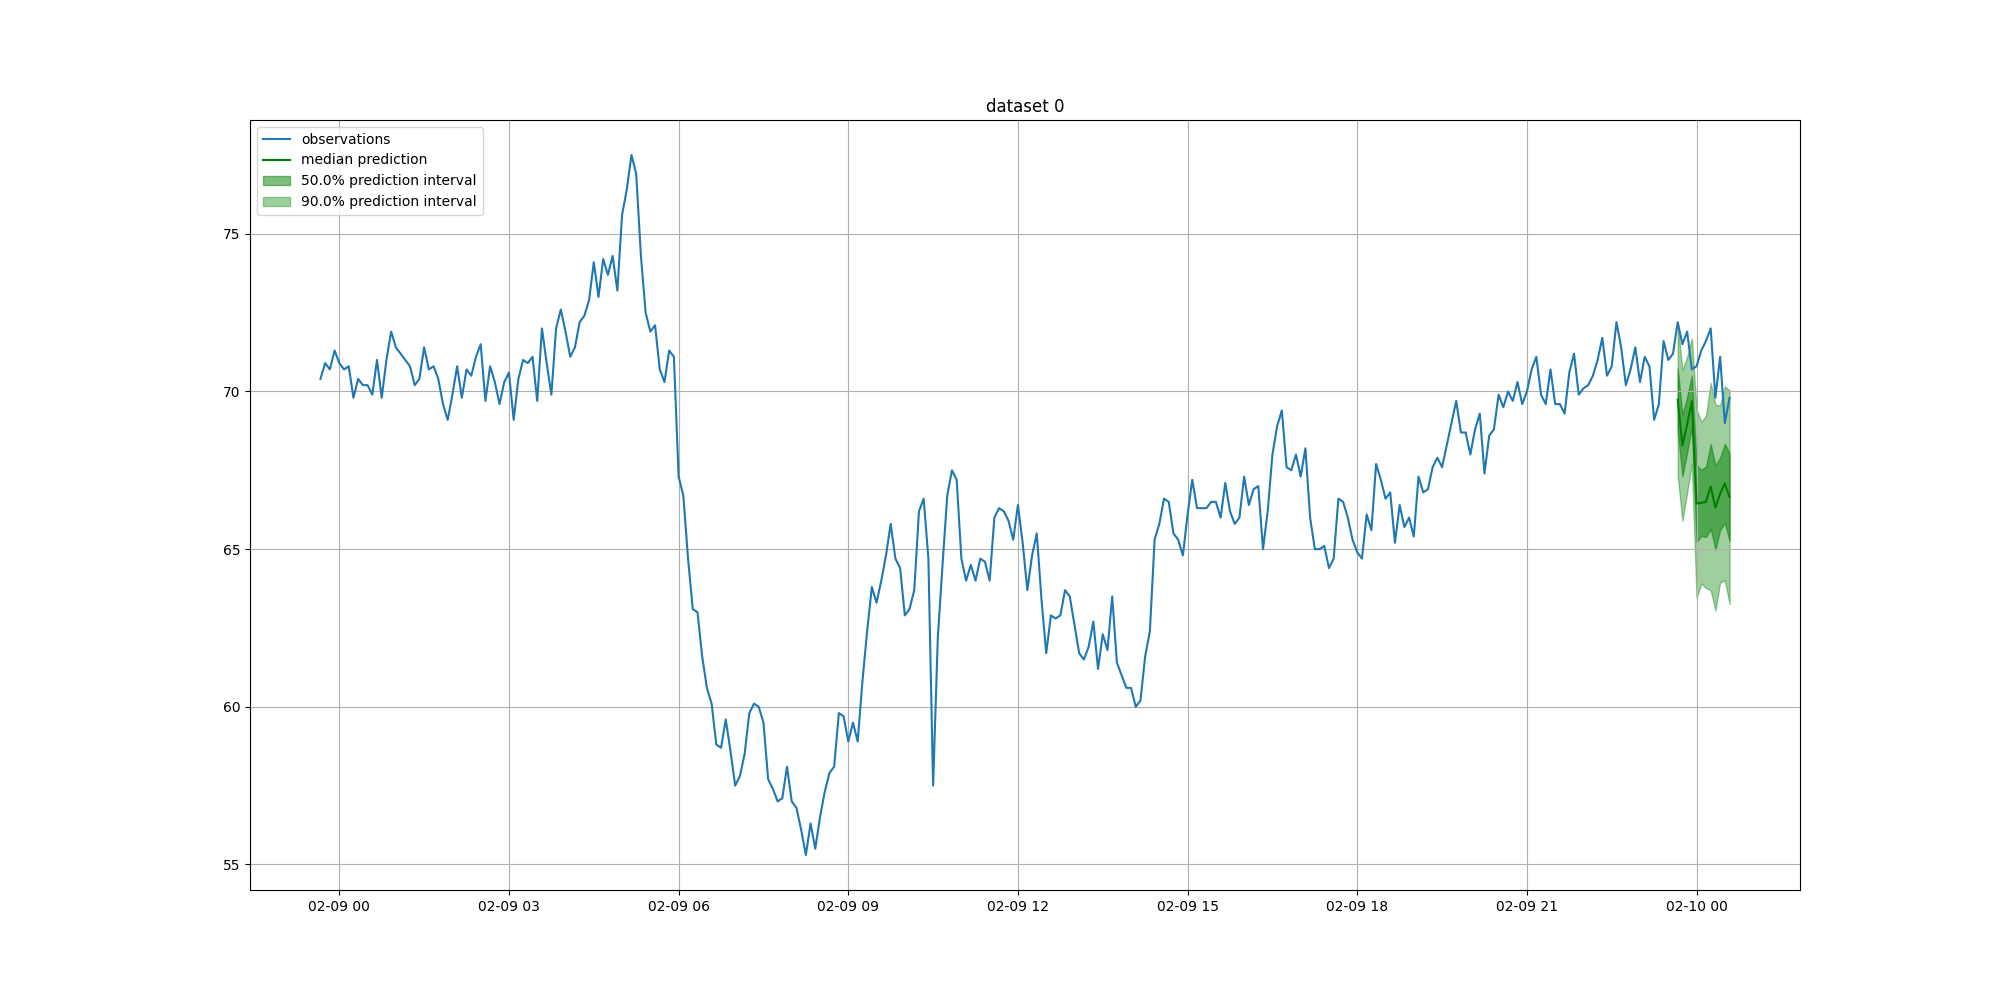 dataset 0
observations
median prediction
50.0% prediction interval
90.0% prediction interval
75
70
65
60
55
02-09 00
02-09 03
02-09 06
02-09 09
02-09 12
02-09 15
02-09 18
02-09 21
02-10 00